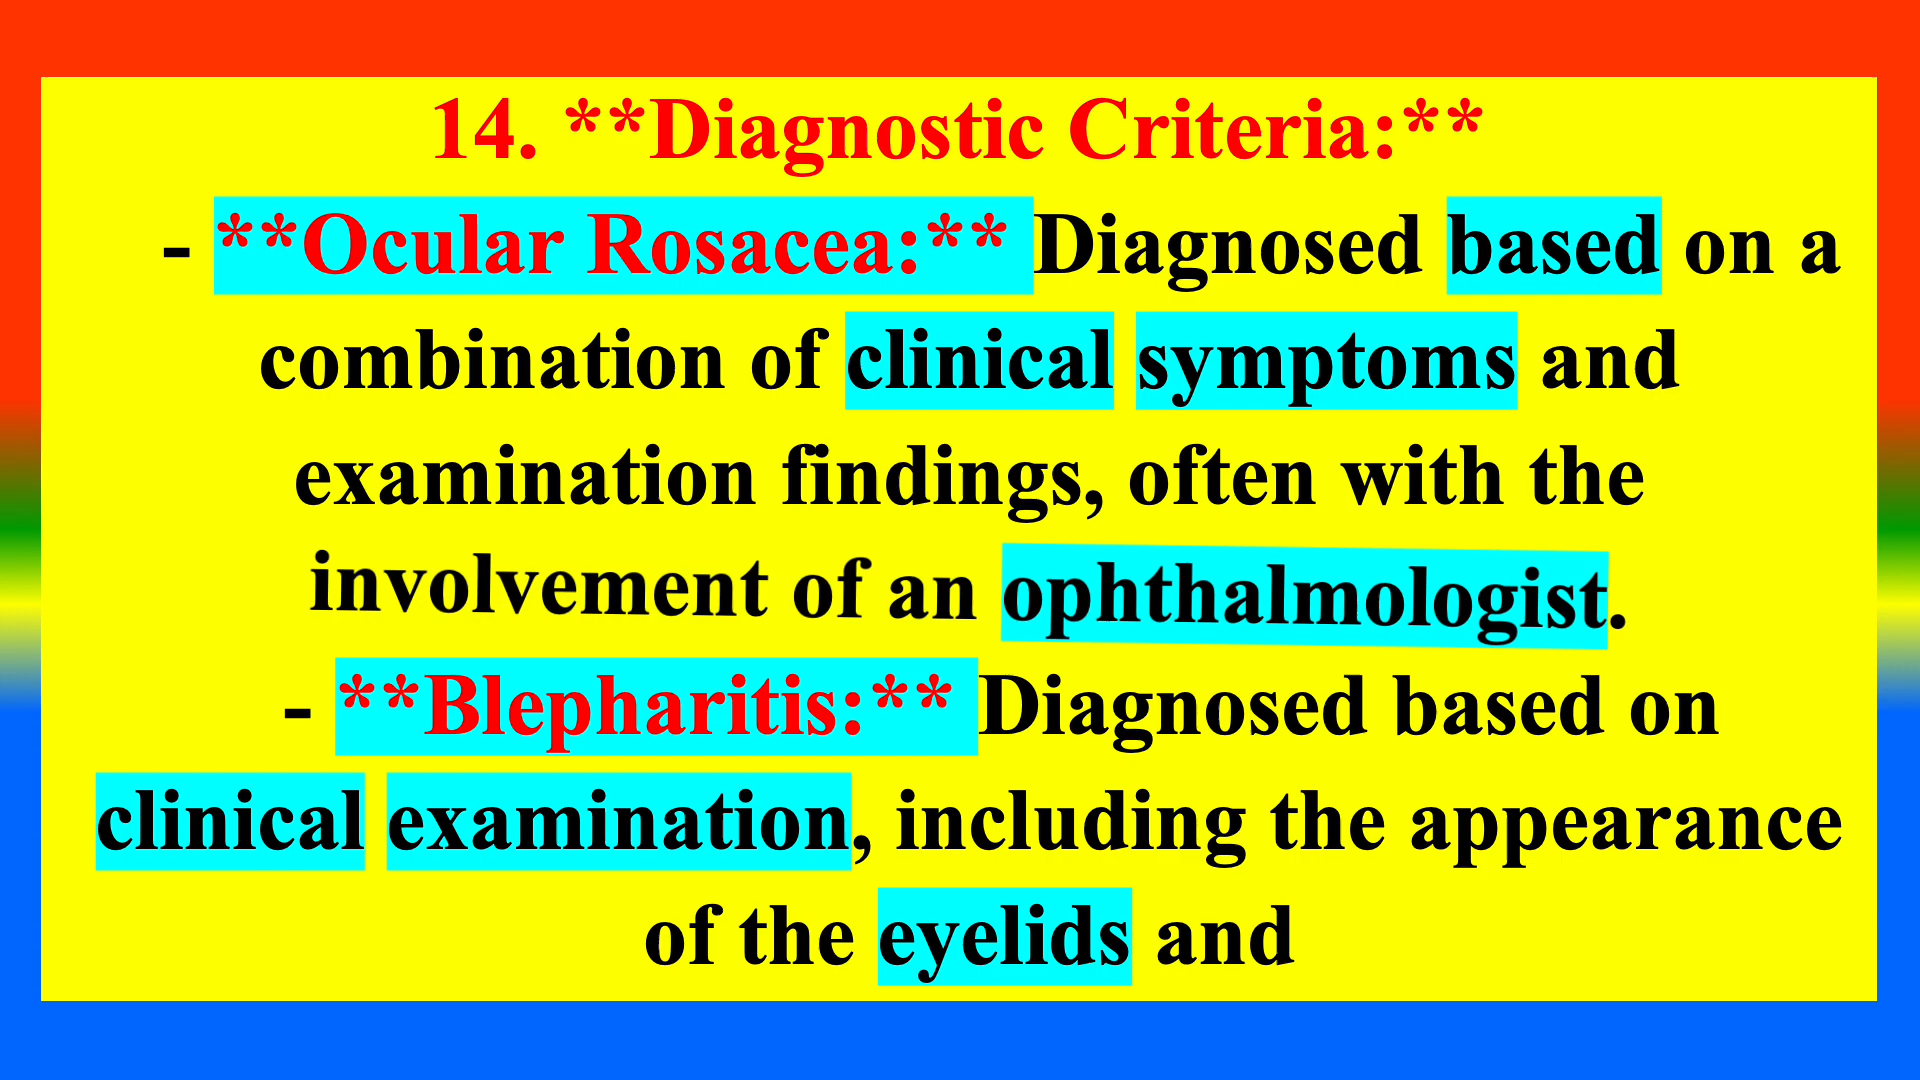 14. **Diagnostic Criteria:**
- **Ocular Rosacea:** Diagnosed based on a
combination of clinical symptoms and
examination findings, often with the
involvement of an ophthalmologist.
- **Blepharitis:** Diagnosed based on
clinical examination, including the appearance
of the eyelids and